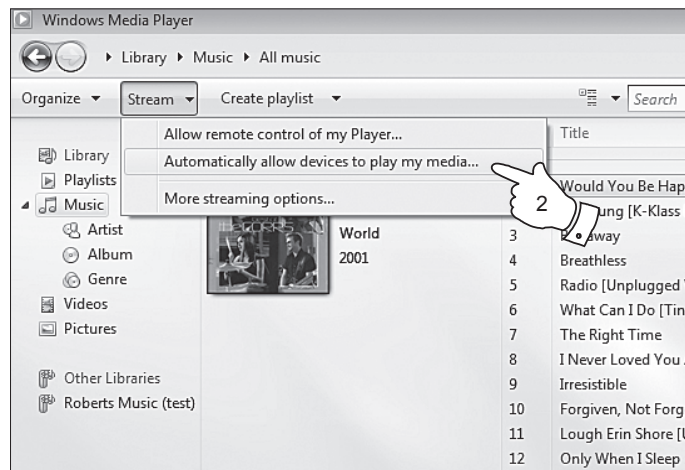 Windows Media Player
Library Music All music
Organize Stream Create playlist Search
Allow remote control of my Player...
Automatically allow devices to play my media...
More streaming options...
2
Title
Library
Playlists
Music
Artist
Album
Genre
Videos
Pictures
Other Libraries
Roberts Music (test)
the CORRS
World
2001
Would You Be Hap
ung [K-Klass
3 away
4 Breathless
5 Radio [Unplugged
6 What Can I Do [Tin
7 The Right Time
8 I Never Loved You
9 Irresistible
10 Forgiven, Not Forg
11 Lough Erin Shore [U
12 Only When I Sleep